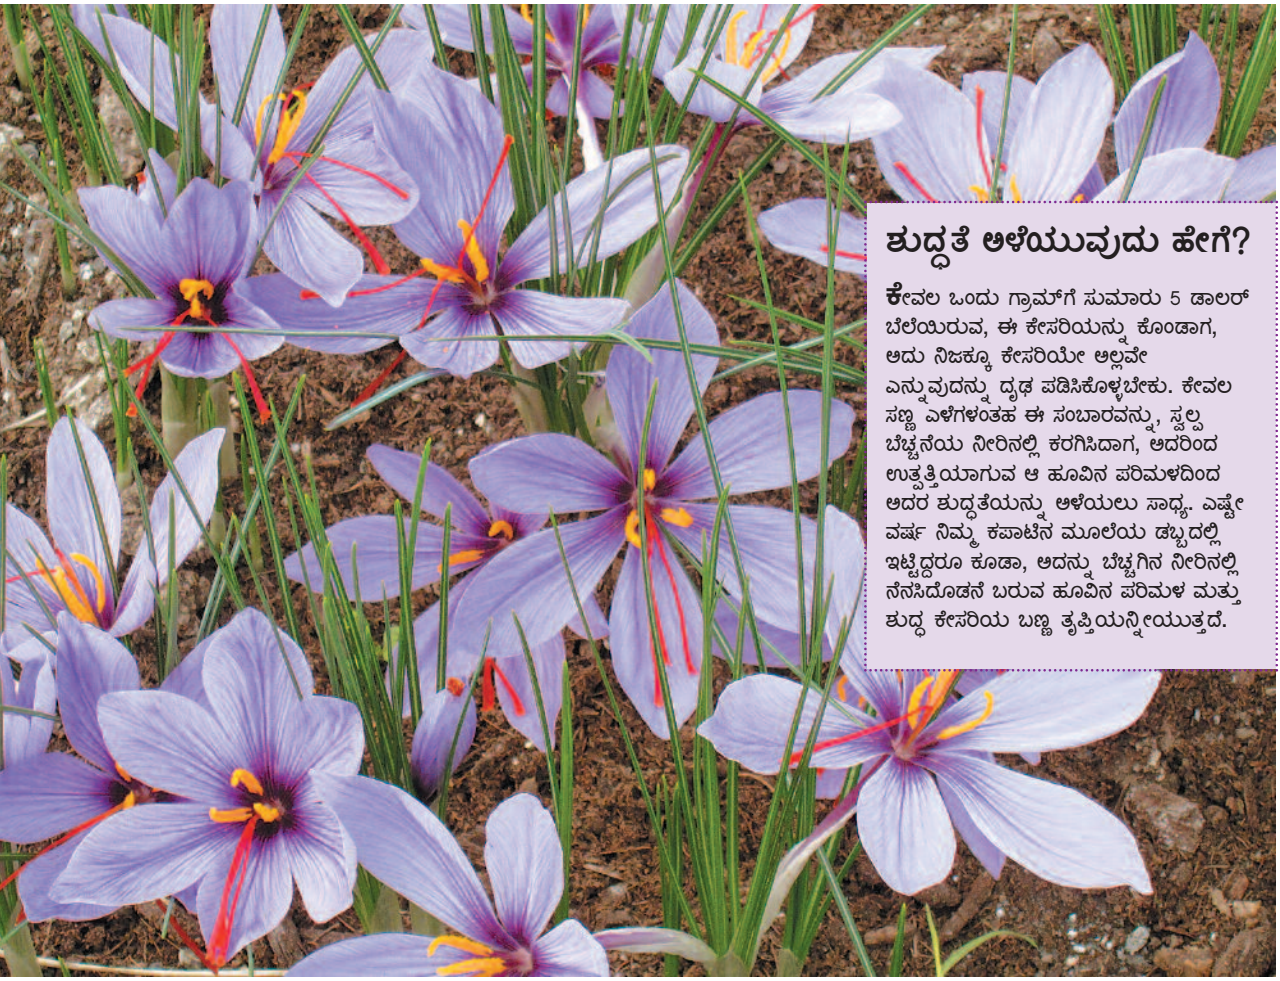 ಶುದ್ಧತೆ ಅಳೆಯುವುದು ಹೇಗೆ?
ಕೇವಲ ಒಂದು ಗ್ರಾಮ್‌ಗೆ ಸುಮಾರು 5 ಡಾಲರ್
ಬೆಲೆಯಿರುವ, ಈ ಕೇಸರಿಯನ್ನು ಕೊಂಡಾಗ,
ಅದು ನಿಜಕ್ಕೂ ಕೇಸರಿಯೇ ಅಲ್ಲವೇ
ಎನ್ನುವುದನ್ನು ದೃಢ ಪಡಿಸಿಕೊಳ್ಳಬೇಕು. ಕೇವಲ
ಸಣ್ಣ ಎಳೆಗಳಂತಹ ಈ ಸಂಬಾರವನ್ನು, ಸ್ವಲ್ಪ
ಬೆಚ್ಚನೆಯ ನೀರಿನಲ್ಲಿ ಕರಗಿಸಿದಾಗ, ಅದರಿಂದ
ಉತ್ಪತ್ತಿಯಾಗುವ ಆ ಹೂವಿನ ಪರಿಮಳದಿಂದ
ಅದರ ಶುದ್ಧತೆಯನ್ನು ಅಳೆಯಲು ಸಾಧ್ಯ. ಎಷ್ಟೇ
ವರ್ಷ ನಿಮ್ಮ ಕಪಾಟಿನ ಮೂಲೆಯ ಡಬ್ಬದಲ್ಲಿ
ಇಟ್ಟಿದ್ದರೂ ಕೂಡಾ, ಅದನ್ನು ಬೆಚ್ಚಗಿನ ನೀರಿನಲ್ಲಿ
ನೆನಸಿದೊಡನೆ ಬರುವ ಹೂವಿನ ಪರಿಮಳ ಮತ್ತು
ಶುದ್ಧ ಕೇಸರಿಯ ಬಣ್ಣ ತೃಪ್ತಿಯನ್ನೀಯುತ್ತದೆ.